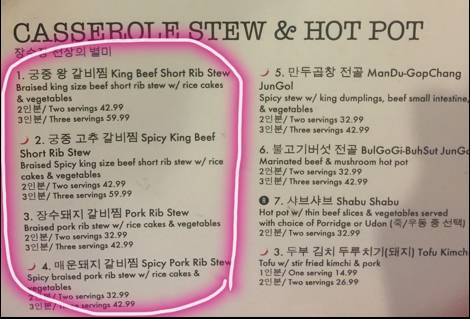 CASSEROLE STEW & HOT POT
장수장 천상의 별미
1. 궁중 왕 갈비찜 King Beef Short Rib Stew
Braised king size beef short rib stew w/ rice cakes
& vegetables
2인분/ Two servings 42.99
3인분/ Three servings 59.99
2. 궁중 고추 갈비찜 Spicy King Beef
Short Rib Stew
Braised Spicy king size beef short rib stew w/ rice
cakes & vegetables
2인분/ Two servings 42.99
3인분/ Three servings 59.99
3. 장수돼지 갈비찜 Pork Rib Stew
Braised pork rib stew w/ rice cakes & vegetables
2인분/ Two servings 32.99
3인분/ Three servings 42.99
4. 매운돼지 갈비찜 Spicy Pork Rib Stew
Spicy braised pork rib stew w/ rice cakes &
vegetables
2인분/ Two servings 32.99
3인분/ Three servings 42.99
5. 만두곱창 전골 ManDu-GopChang
JunGol
Spicy stew w/ king dumplings, beef small intestine,
& vegetables
2인분/ Two servings 32.99
3인분/ Three servings 42.99
6. 불고기버섯 전골 BulGoGi-BuhSut JunGo
Marinated beef & mushroom hot pot
2인분/ Two servings 32.99
3인분/ Three servings 42.99
7. 샤브샤브 Shabu Shabu
Hot pot w/ thin beef slices & vegetables served
with choice of Porridge or Udon (죽/우동 중 선택)
2인분/ Two servings 32.99
3. 두부 김치 두루치기(돼지) Tofu Kimch
Tofu w/ stir fried kimchi & pork
1인분/ One serving 14.99
2인분/ Two servings 26.99